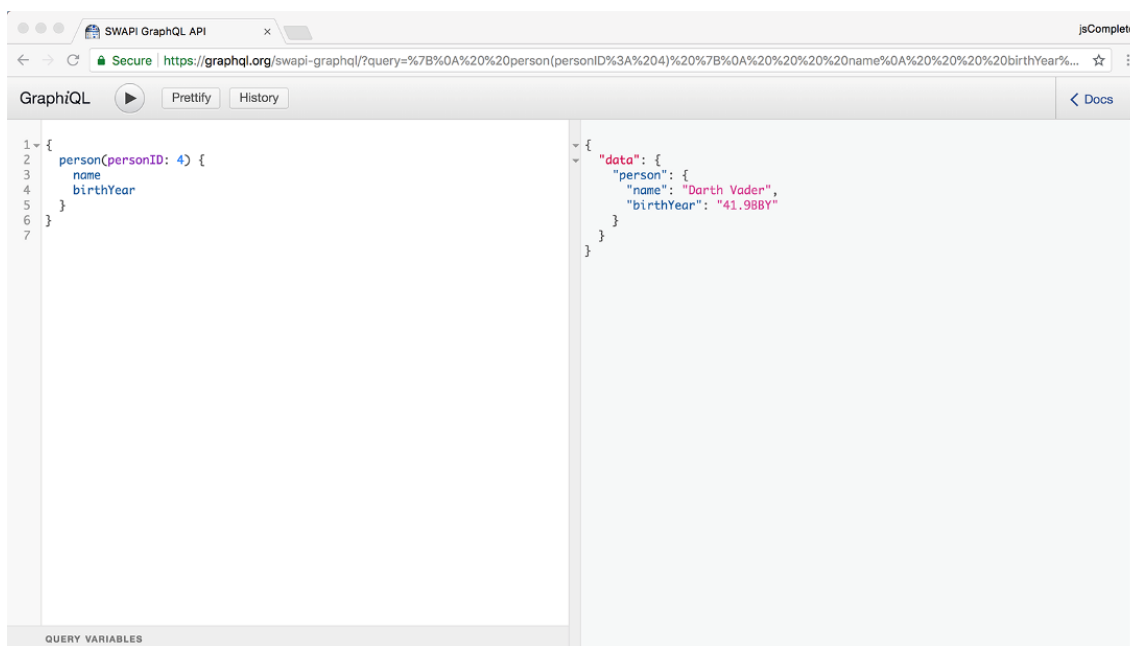 SWAPI GraphQL API ×
jsComplete
Secure https://graphql.org/swapi-graphql/?query=%7B%0A%20%20person(personID%3A%204)%20%7B%0A%20%20%20%20name%0A%20%20%20%20birthYear%...
GraphiQL Prettify History Docs
1 {
2 person(personID: 4) {
3 name
4 birthYear
5 }
6 }
7
{
"data": {
"person": {
"name": "Darth Vader",
"birthYear": "41.9BBY"
}
}
}
QUERY VARIABLES